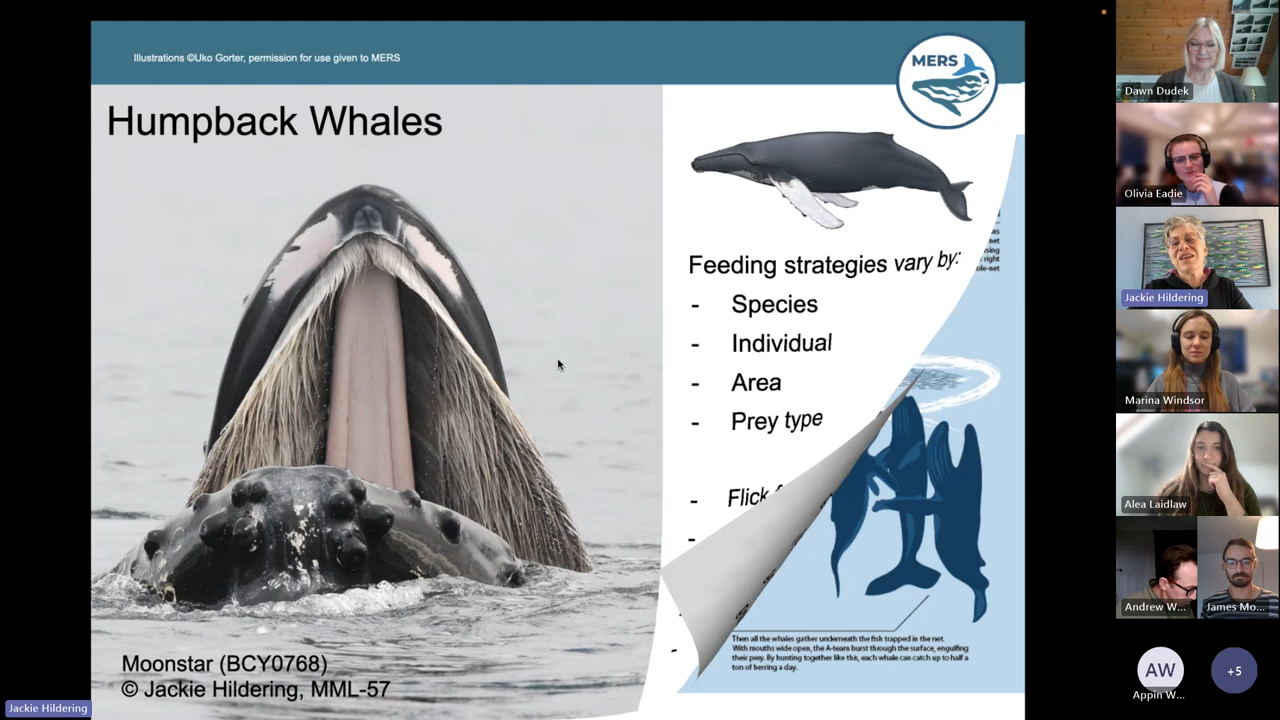 Illustrations ©Uko Gorter, permission for use given to MERS
MERS
Humpback Whales
Feeding strategies vary by:
- Species
- Individual
- Area
- Prey type
- Flick
-
-
Then all the whales gather underneath the fish trapped in the net.
With mouths wide open, the A-team burst through the surface, engulfing
their prey. By hunting together like this, each whale can catch up to half a
ton of herring a day.
Moonstar (BCY0768)
© Jackie Hildering, MML-57
Jackie Hildering
Dawn Dudek
Olivia Eadie
Jackie Hildering
Marina Windsor
Alea Laidlaw
Andrew W...
James Mo...
AW
Appin W...
+5